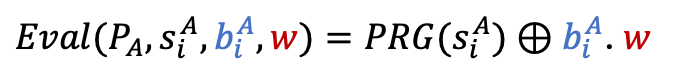 Eval(P_A, s_i^A, b_i^A, w) = PRG(s_i^A) ⊕ b_i^A. w